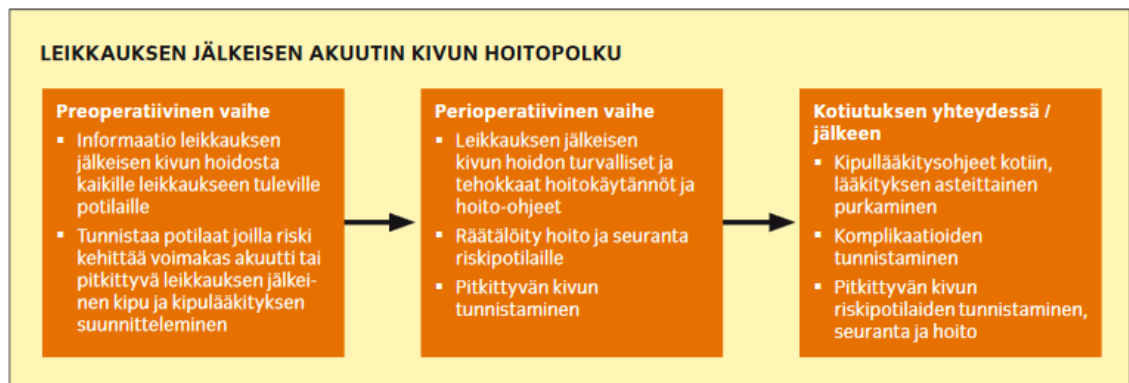 LEIKKAUKSEN JÄLKEISEN AKUUTIN KIVUN HOITOPOLKU
Preoperatiivinen vaihe
▪ Informaatio leikkauksen
jälkeisen kivun hoidosta
kaikille leikkaukseen tuleville
potilaille
▪ Tunnistaa potilaat joilla riski
kehittää voimakas akuutti tai
pitkittyvä leikkauksen jälkei-
nen kipu ja kipulääkityksen
suunnitteleminen
Perioperatiivinen vaihe
▪ Leikkauksen jälkeisen
kivun hoidon turvalliset ja
tehokkaat hoitokäytännöt ja
hoito-ohjeet
▪ Räätälöity hoito ja seuranta
riskipotilaille
▪ Pitkittyvän kivun
tunnistaminen
Kotiutuksen yhteydessä /
jälkeen
▪ Kipullääkitysohjeet kotiin,
lääkityksen asteittainen
purkaminen
▪ Komplikaatioiden
tunnistaminen
▪ Pitkittyvän kivun
riskipotilaiden tunnistaminen,
seuranta ja hoito